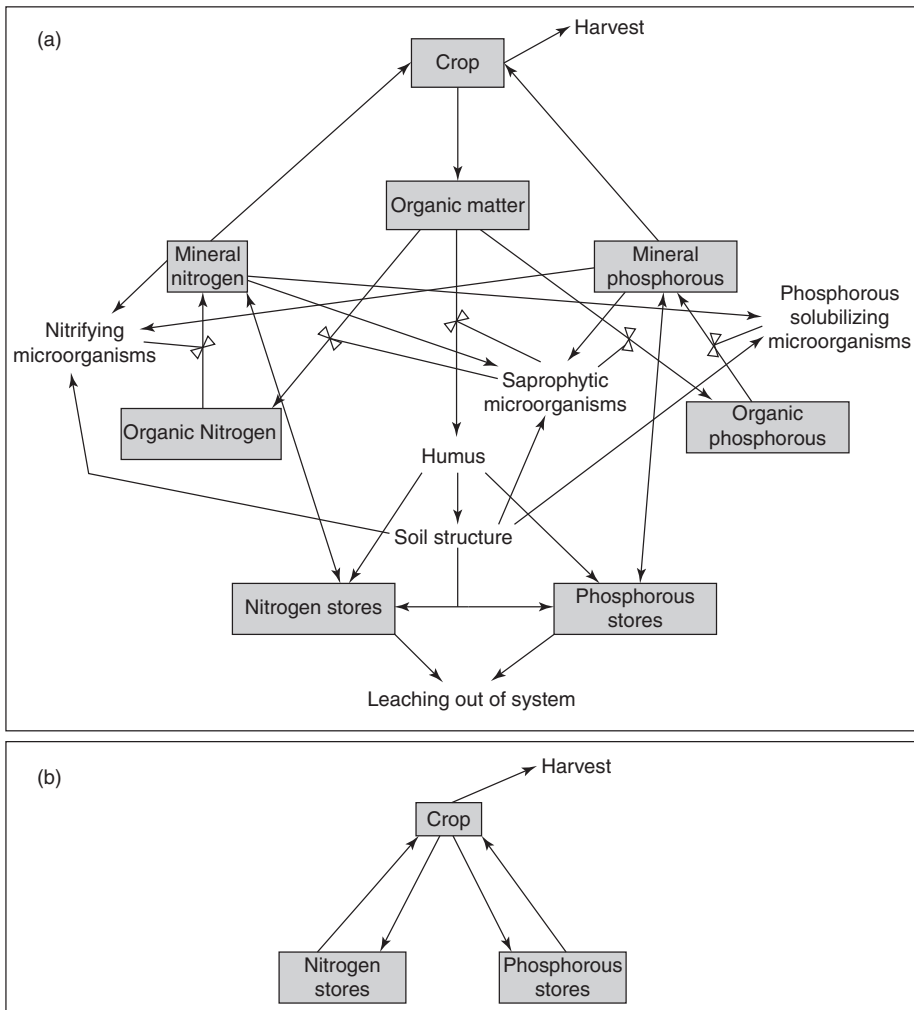 (a)
Harvest
Crop
Organic matter
Mineral
nitrogen
Mineral
phosphorous
Phosphorous
solubilizing
microorganisms
Nitrifying
microorganisms
Saprophytic
microorganisms
Organic Nitrogen
Organic
phosphorous
Humus
Soil structure
Nitrogen stores
Phosphorous
stores
Leaching out of system
(b)
Harvest
Crop
Nitrogen
stores
Phosphorous
stores